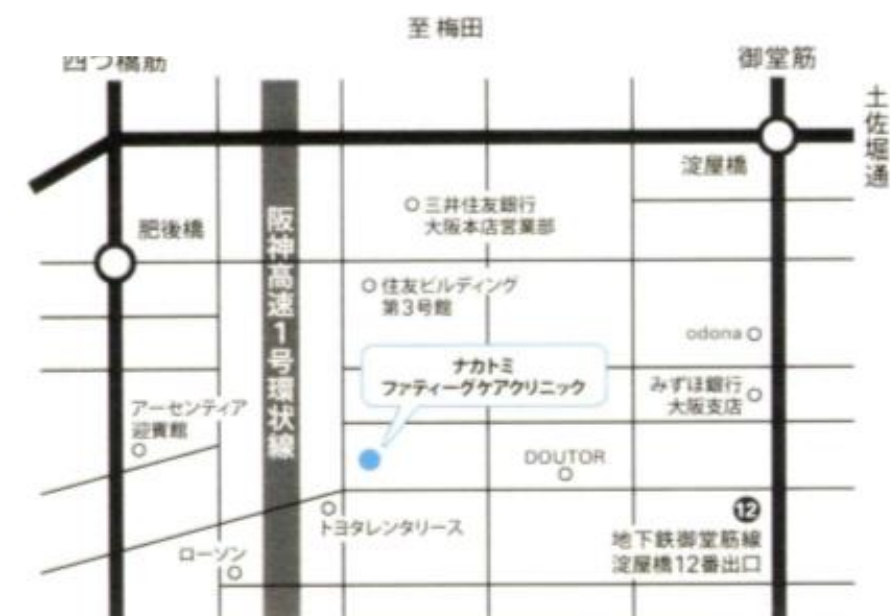 至 梅田
四つ橋筋
御堂筋
土佐堀通
淀屋橋
三井住友銀行
大阪本店営業部
肥後橋
阪神高速1号環状線
住友ビルディング
第3号館
odona
ナカトミ
ファティーグケアクリニック
みずほ銀行
大阪支店
アーセンティア
迎賓館
DOUTOR
12
トヨタレンタリース
地下鉄御堂筋線
淀屋橋12番出口
ローソン